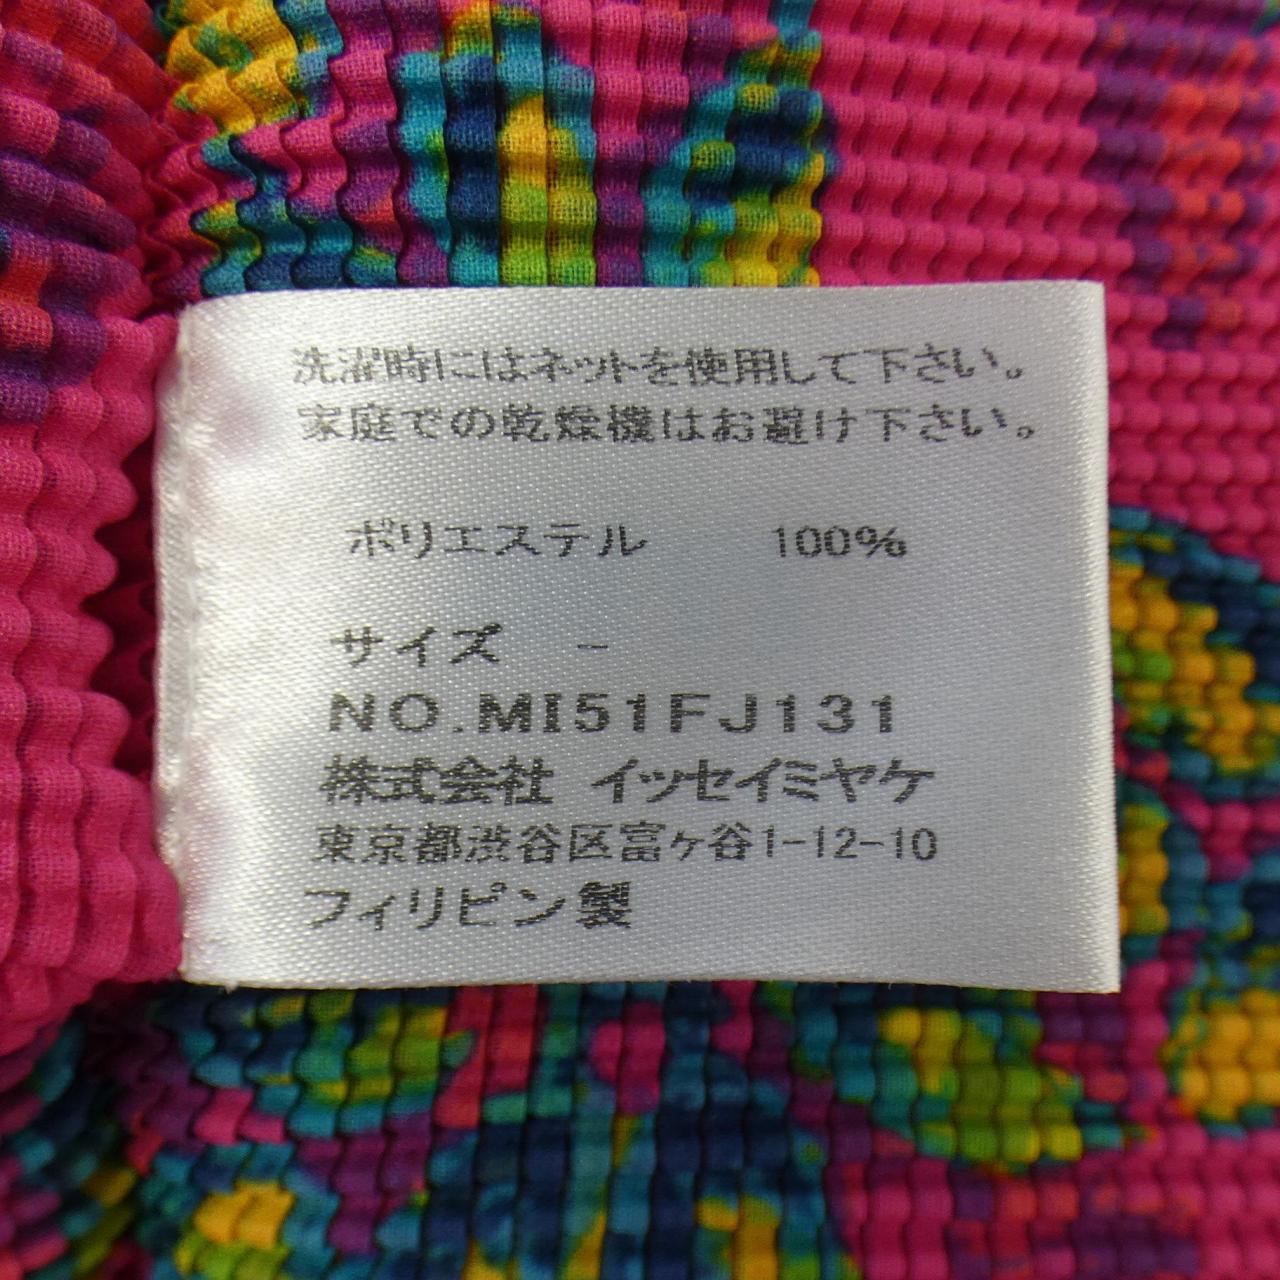 洗濯時にはネットを使用して下さい。
家庭での乾燥機はお避け下さい。
ポリエステル 100%
サイズ -
NO.MI51FJ131
株式会社 イッセイミヤケ
東京都渋谷区富ヶ谷1-12-10
フィリピン製